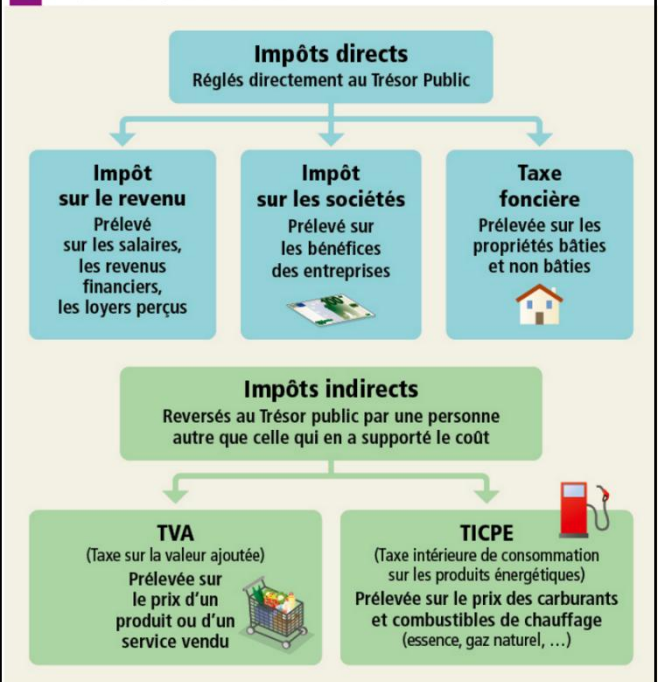 Impôts directs
Réglés directement au Trésor Public
Impôt
sur le revenu
Prélevé
sur les salaires,
les revenus
financiers,
les loyers perçus
Impôt
sur les sociétés
Prélevé sur
les bénéfices
des entreprises
Taxe
foncière
Prélevée sur les
propriétés bâties
et non bâties
Impôts indirects
Reversés au Trésor public par une personne
autre que celle qui en a supporté le coût
TVA
(Taxe sur la valeur ajoutée)
Prélevée sur
le prix d'un
produit ou d'un
service vendu
TICPE
(Taxe intérieure de consommation
sur les produits énergétiques)
Prélevée sur le prix des carburants
et combustibles de chauffage
(essence, gaz naturel, …)